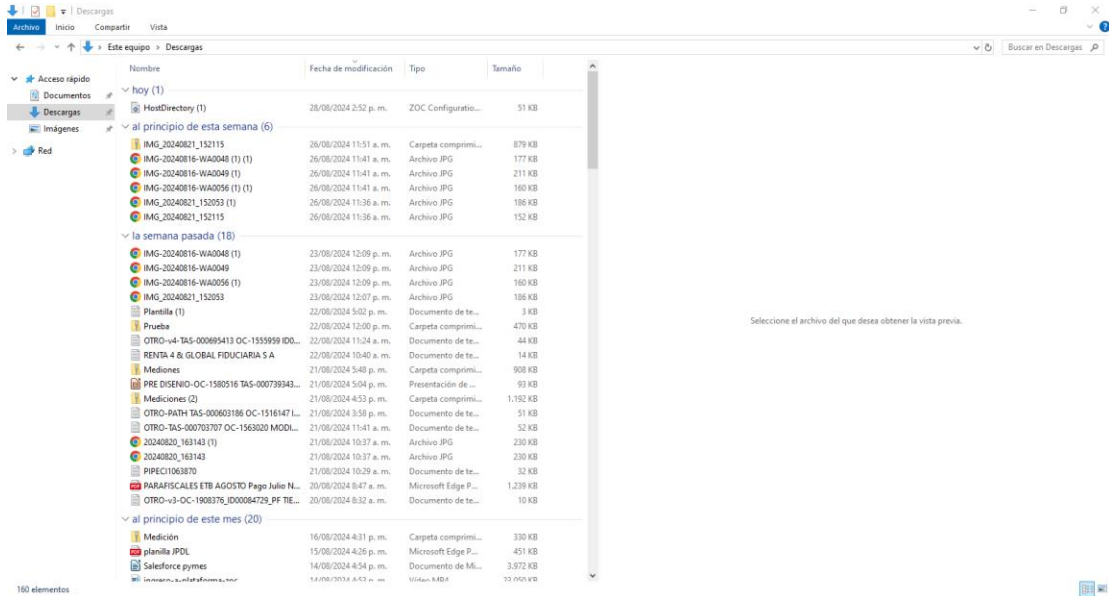 Descargas
Archivo Inicio Compartir Vista
Este equipo > Descargas Buscar en Descargas
Acceso rápido
Documentos
Descargas
Imágenes
Red
Nombre Fecha de modificación Tipo Tamaño
hoy (1)
HostDirectory (1) 28/08/2024 2:52 p. m. ZOC Configuratio... 51 KB
al principio de esta semana (6)
IMG_20240821_152115 26/08/2024 11:51 a. m. Carpeta comprimi... 879 KB
IMG-20240816-WA0048 (1) (1) 26/08/2024 11:41 a. m. Archivo JPG 177 KB
IMG-20240816-WA0049 (1) 26/08/2024 11:41 a. m. Archivo JPG 211 KB
IMG-20240816-WA0056 (1) (1) 26/08/2024 11:41 a. m. Archivo JPG 160 KB
IMG_20240821_152053 (1) 26/08/2024 11:36 a. m. Archivo JPG 186 KB
IMG_20240821_152115 26/08/2024 11:36 a. m. Archivo JPG 152 KB
la semana pasada (18)
IMG-20240816-WA0048 (1) 23/08/2024 12:09 p. m. Archivo JPG 177 KB
IMG-20240816-WA0049 23/08/2024 12:09 p. m. Archivo JPG 211 KB
IMG-20240816-WA0056 (1) 23/08/2024 12:09 p. m. Archivo JPG 160 KB
IMG_20240821_152053 23/08/2024 12:07 p. m. Archivo JPG 186 KB
Plantilla (1) 22/08/2024 5:02 p. m. Documento de te... 3 KB
Prueba 22/08/2024 12:00 p. m. Carpeta comprimi... 470 KB
OTRO-v4-TAS-000695413 OC-1555959 ID0... 22/08/2024 11:24 a. m. Documento de te... 44 KB
RENTA 4 & GLOBAL FIDUCIARIA S A 22/08/2024 10:40 a. m. Documento de te... 14 KB
Mediones 21/08/2024 5:48 p. m. Carpeta comprimi... 908 KB
PRE DISENIO-OC-1580516 TAS-000739343... 21/08/2024 5:04 p. m. Presentación de ... 93 KB
Mediciones (2) 21/08/2024 4:53 p. m. Carpeta comprimi... 1.192 KB
OTRO-PATH TAS-000603186 OC-1516147 I... 21/08/2024 3:58 p. m. Documento de te... 51 KB
OTRO-TAS-000703707 OC-1563020 MODI... 21/08/2024 11:41 a. m. Documento de te... 52 KB
20240820_163143 (1) 21/08/2024 10:37 a. m. Archivo JPG 230 KB
20240820_163143 21/08/2024 10:37 a. m. Archivo JPG 230 KB
PIPECI1063870 21/08/2024 10:29 a. m. Documento de te... 32 KB
PARAFISCALES ETB AGOSTO Pago Julio N... 20/08/2024 8:47 a. m. Microsoft Edge P... 1.239 KB
OTRO-v3-OC-1908376_ID00084729_PF TIE... 20/08/2024 8:32 a. m. Documento de te... 10 KB
al principio de este mes (20)
Medición 16/08/2024 4:31 p. m. Carpeta comprimi... 330 KB
planilla JPDL 15/08/2024 4:26 p. m. Microsoft Edge P... 451 KB
Salesforce pymes 14/08/2024 4:54 p. m. Documento de Mi... 3.972 KB
14/08/2024 4:52 p. m. Vídeo MP4 23.050 KB
Seleccione el archivo del que desea obtener la vista previa.
160 elementos